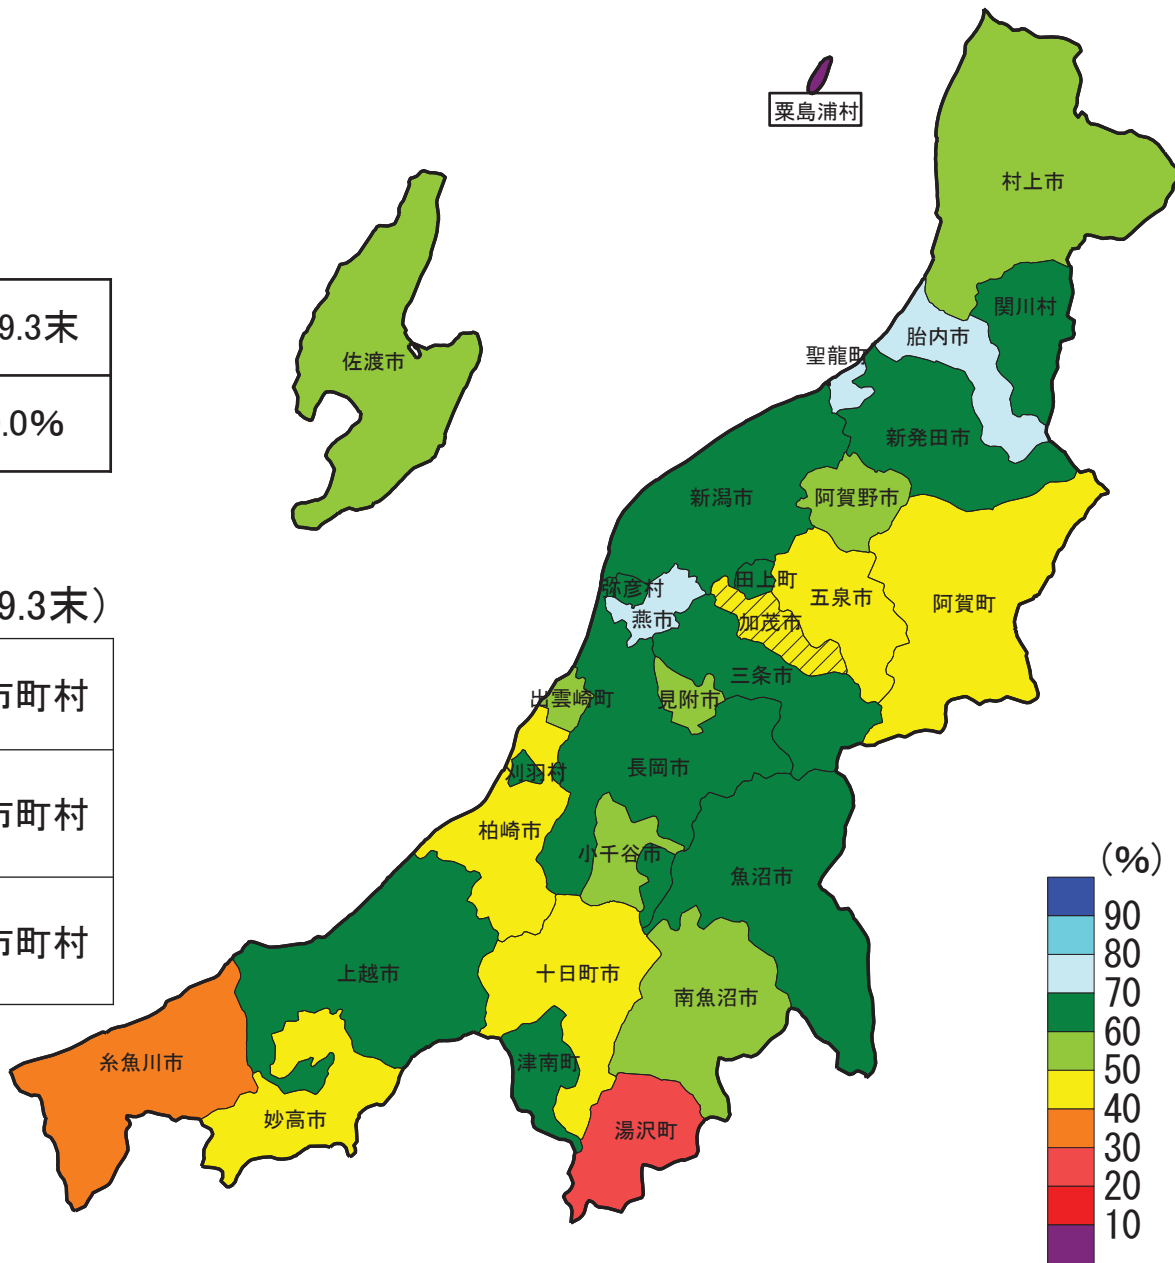 粟島浦村
村上市
9.3末
関川村
胎内市
聖龍町
佐渡市
.0%
新発田市
新潟市
阿賀野市
田上町
弥彦村
五泉市
阿賀町
9.3末)
燕市
加茂市
三条市
市町村
出雲崎町
見附市
長岡市
刈羽村
市町村
柏崎市
小千谷市
魚沼市
(%)
90
市町村
80
上越市
十日町市
70
南魚沼市
60
糸魚川市
津南町
50
妙高市
40
湯沢町
30
20
10